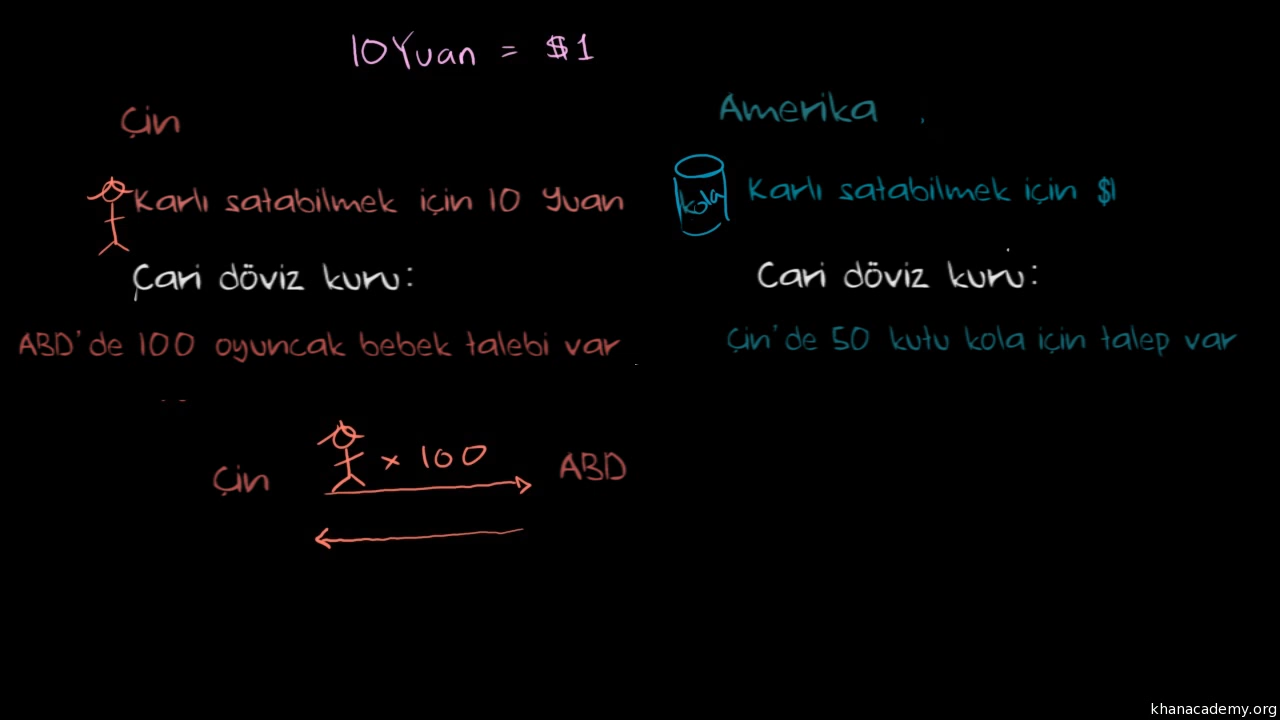 10 Yuan = $1
Çin
Karlı satabilmek için 10 Yuan
Cari döviz kuru:
ABD'de 100 oyuncak bebek talebi var
Amerika
kola
Karlı satabilmek için $1
Cari döviz kuru:
Çin'de 50 kutu kola için talep var
Çin
x 100
ABD
khanacademy.org